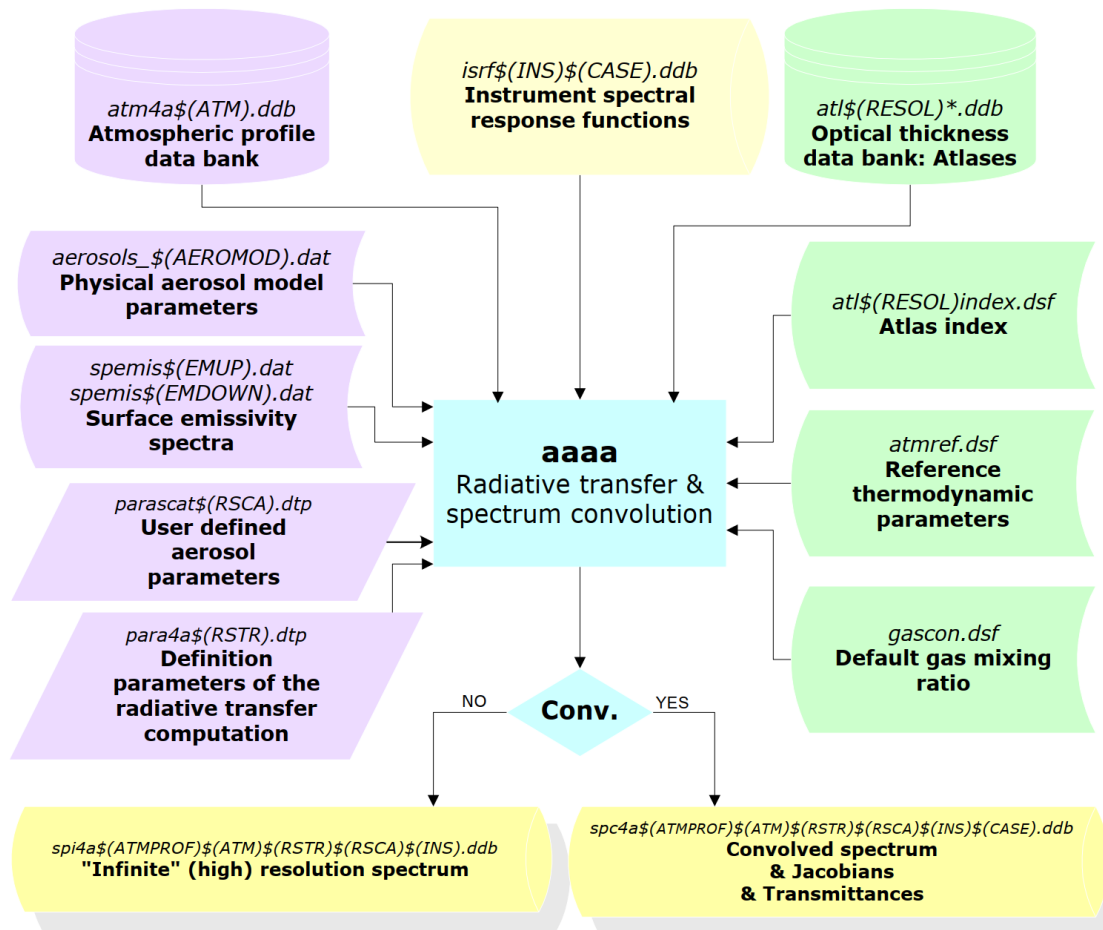 atm4a$(ATM).ddb
Atmospheric profile
data bank
isrf$(INS)$(CASE).ddb
Instrument spectral
response functions
atl$(RESOL)*.ddb
Optical thickness
data bank: Atlases
aerosols_$(AEROMOD).dat
Physical aerosol model
parameters
atl$(RESOL)index.dsf
Atlas index
spemis$(EMUP).dat
spemis$(EMDOWN).dat
Surface emissivity
spectra
aaaa
Radiative transfer &
spectrum convolution
atmref.dsf
Reference
thermodynamic
parameters
parascat$(RSCA).dtp
User defined
aerosol
parameters
para4a$(RSTR).dtp
Definition
parameters of the
radiative transfer
computation
gascon.dsf
Default gas mixing
ratio
NO
Conv.
YES
spi4a$(ATMPROF)$(ATM)$(RSTR)$(RSCA)$(INS).ddb
"Infinite" (high) resolution spectrum
spc4a$(ATMPROF)$(ATM)$(RSTR)$(RSCA)$(INS)$(CASE).ddb
Convolved spectrum
& Jacobians
& Transmittances